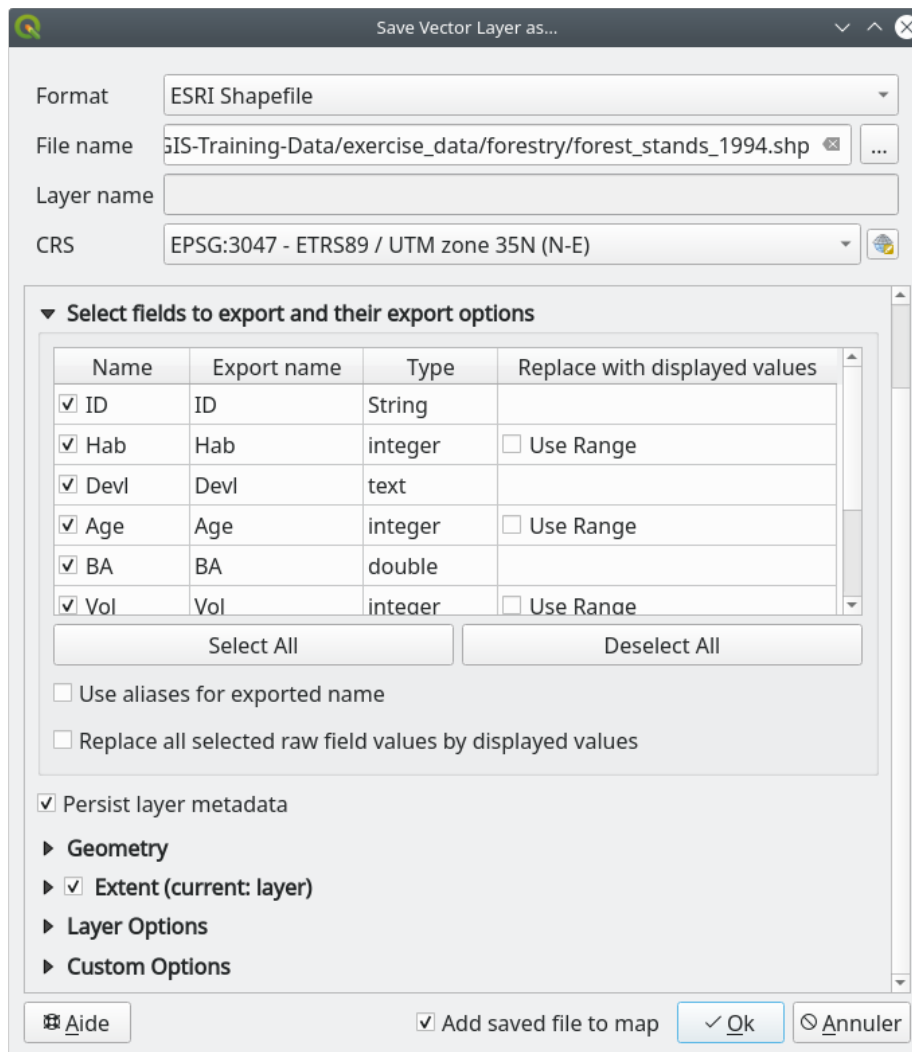 Save Vector Layer as...
Format ESRI Shapefile
File name GIS-Training-Data/exercise_data/forestry/forest_stands_1994.shp ...
Layer name
CRS EPSG:3047 - ETRS89 / UTM zone 35N (N-E)
Select fields to export and their export options
Name Export name Type Replace with displayed values
ID ID String
Hab Hab integer Use Range
Devl Devl text
Age Age integer Use Range
BA BA double
Vol Vol integer Use Range
Select All Deselect All
Use aliases for exported name
Replace all selected raw field values by displayed values
Persist layer metadata
Geometry
Extent (current: layer)
Layer Options
Custom Options
Aide Add saved file to map Ok Annuler